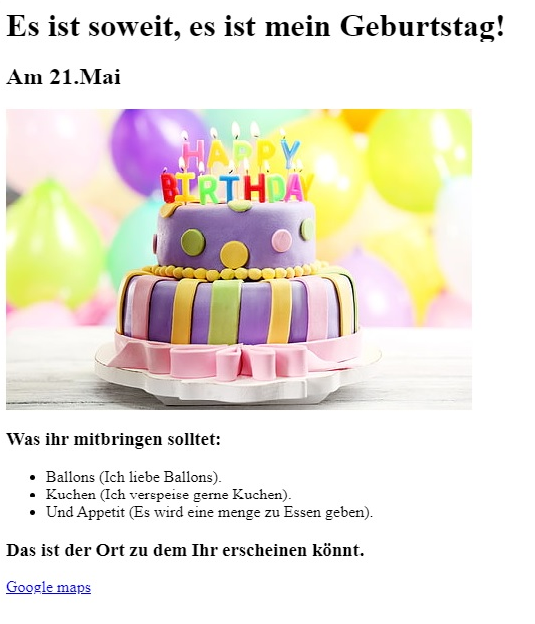 Es ist soweit, es ist mein Geburtstag!
Am 21.Mai
HAPPY
BIRTHDAY
Was ihr mitbringen solltet:
Ballons (Ich liebe Ballons).
Kuchen (Ich verspeise gerne Kuchen).
Und Appetit (Es wird eine menge zu Essen geben).
Das ist der Ort zu dem Ihr erscheinen könnt.
Google maps